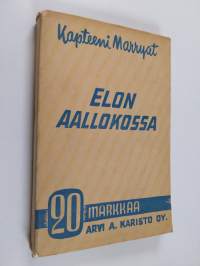 Kapteeni Marryat
ELON
AALLOKOSSA
20 MARKKAA
ARVI A. KARISTO OY.